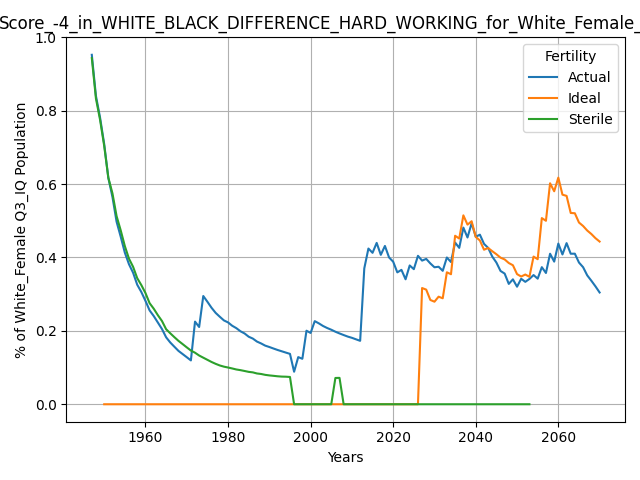 Score_-4_in_WHITE_BLACK_DIFFERENCE_HARD_WORKING_for_White_Female_
% of White_Female Q3_IQ Population
1.0
0.8
0.6
0.4
0.2
0.0
Fertility
Actual
Ideal
Sterile
1960
1980
2000
2020
2040
2060
Years